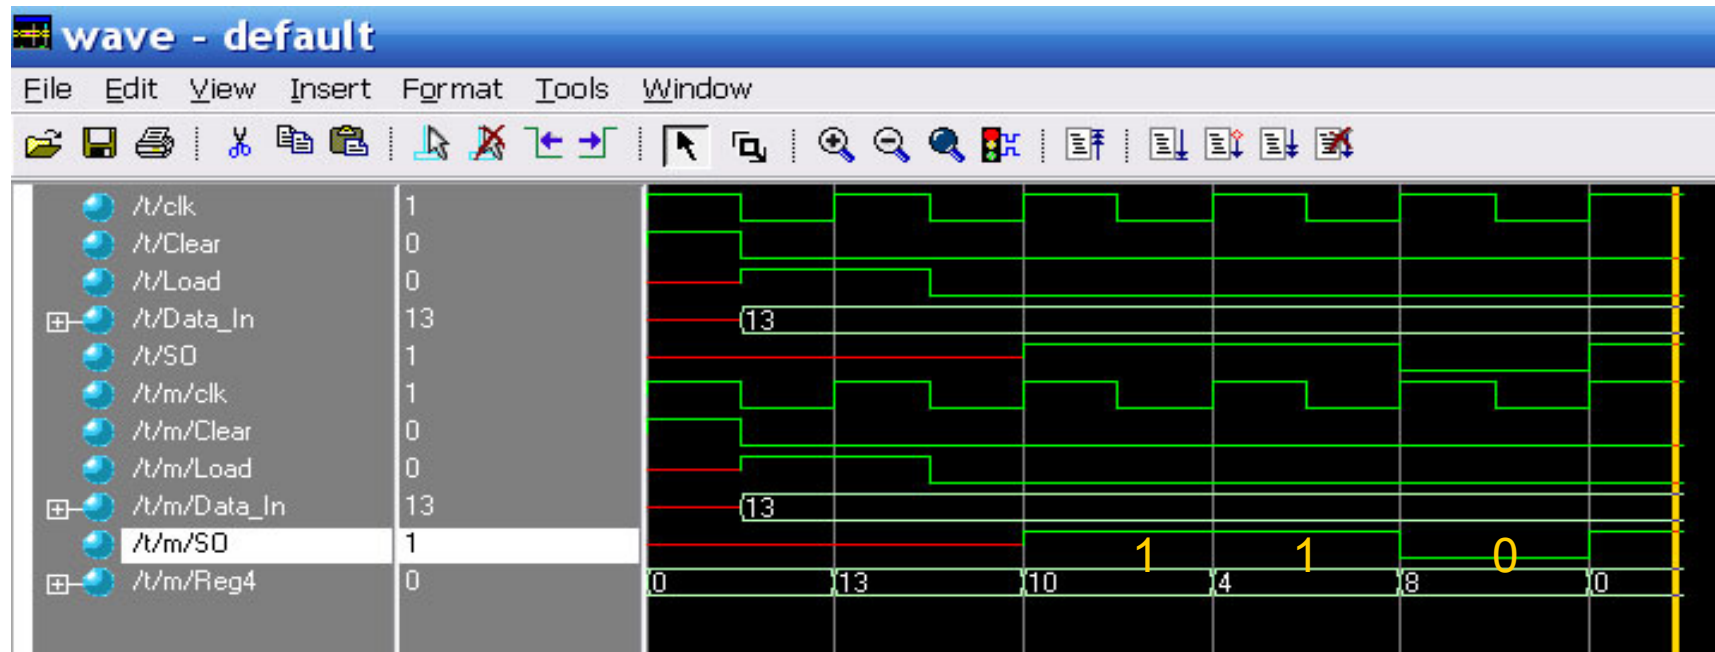 wave - default
File Edit View Insert Format Tools Window
/t/clk 1
/t/Clear 0
/t/Load 0
/t/Data_In 13 13
/t/SO 1
/t/m/clk 1
/t/m/Clear 0
/t/m/Load 0
/t/m/Data_In 13 13
/t/m/SO 1 1 1 0
/t/m/Reg4 0 0 13 10 4 8 0